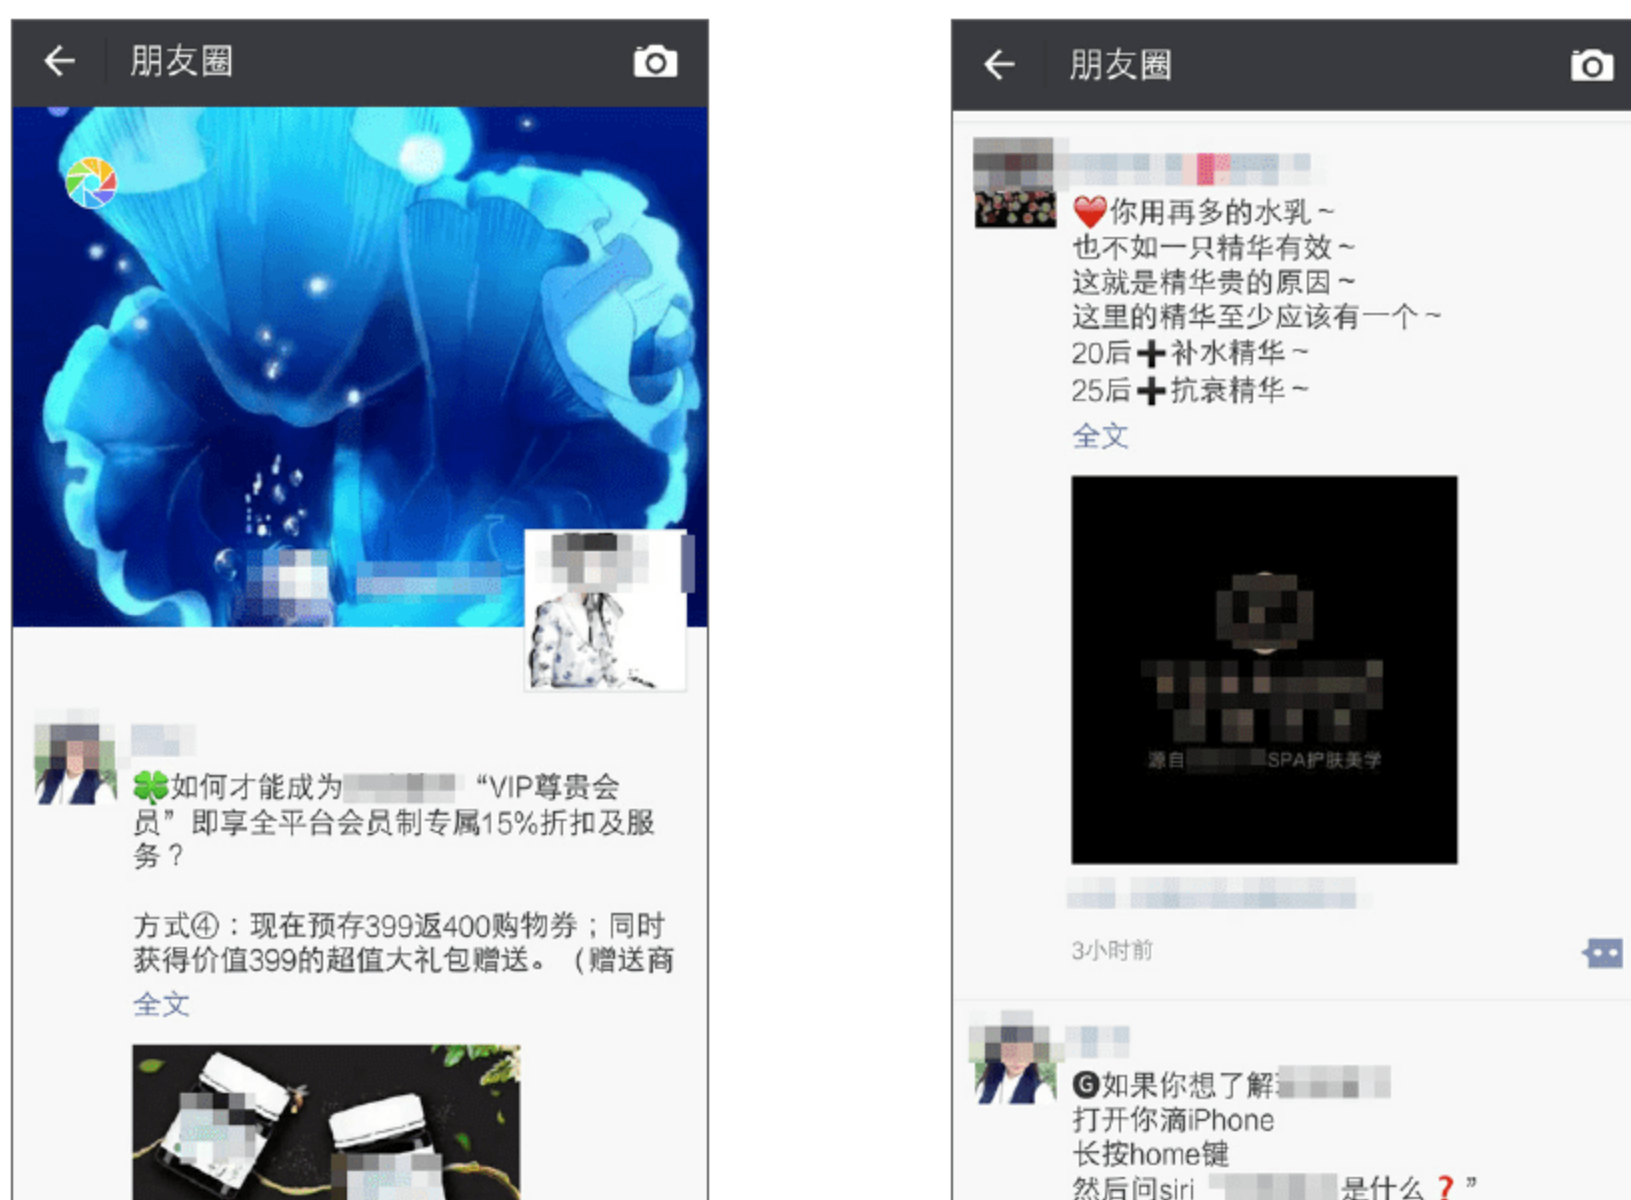 朋友圈
如何才能成为 “VIP尊贵会
员”即享全平台会员制专属15%折扣及服
务？
方式④：现在预存399返400购物券；同时
获得价值399的超值大礼包赠送。（赠送商
全文
朋友圈
❤️你用再多的水乳～
也不如一只精华有效～
这就是精华贵的原因～
这里的精华至少应该有一个～
20后➕补水精华～
25后➕抗衰精华～
全文
源自 SPA护肤美学
3小时前
🅖如果你想了解
打开你滴iPhone
长按home键
然后问siri 是什么❓”